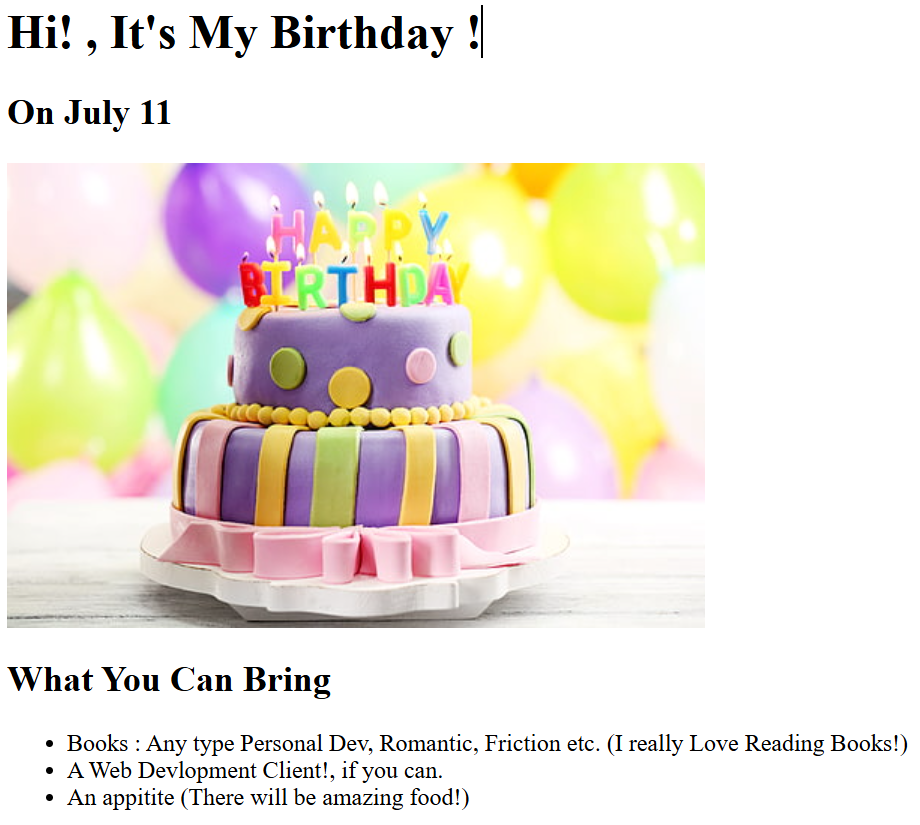 Hi! , It's My Birthday !
On July 11
HAPPY
BIRTHDAY
What You Can Bring
Books : Any type Personal Dev, Romantic, Friction etc. (I really Love Reading Books!)
A Web Devlopment Client!, if you can.
An appitite (There will be amazing food!)